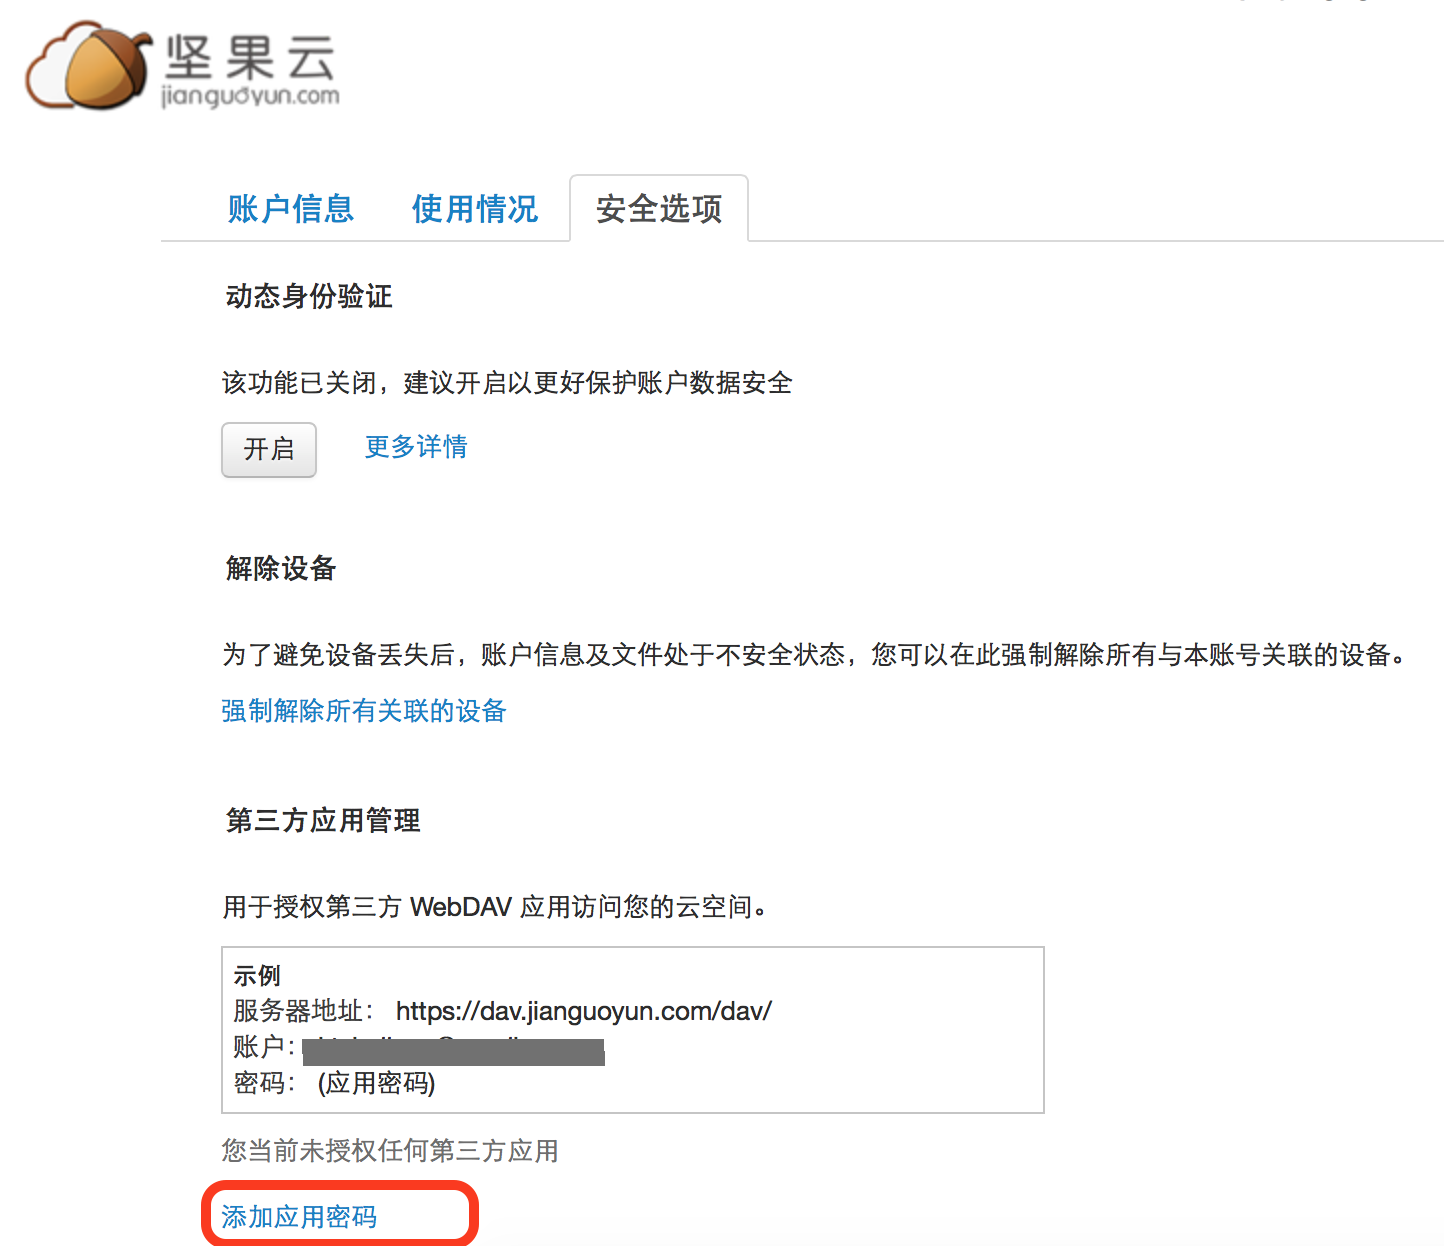 坚果云
jianguoyun.com
账户信息 使用情况 安全选项
动态身份验证
该功能已关闭，建议开启以更好保护账户数据安全
开启 更多详情
解除设备
为了避免设备丢失后，账户信息及文件处于不安全状态，您可以在此强制解除所有与本账号关联的设备。
强制解除所有关联的设备
第三方应用管理
用于授权第三方 WebDAV 应用访问您的云空间。
示例
服务器地址： https://dav.jianguoyun.com/dav/
账户：
密码： (应用密码)
您当前未授权任何第三方应用
添加应用密码